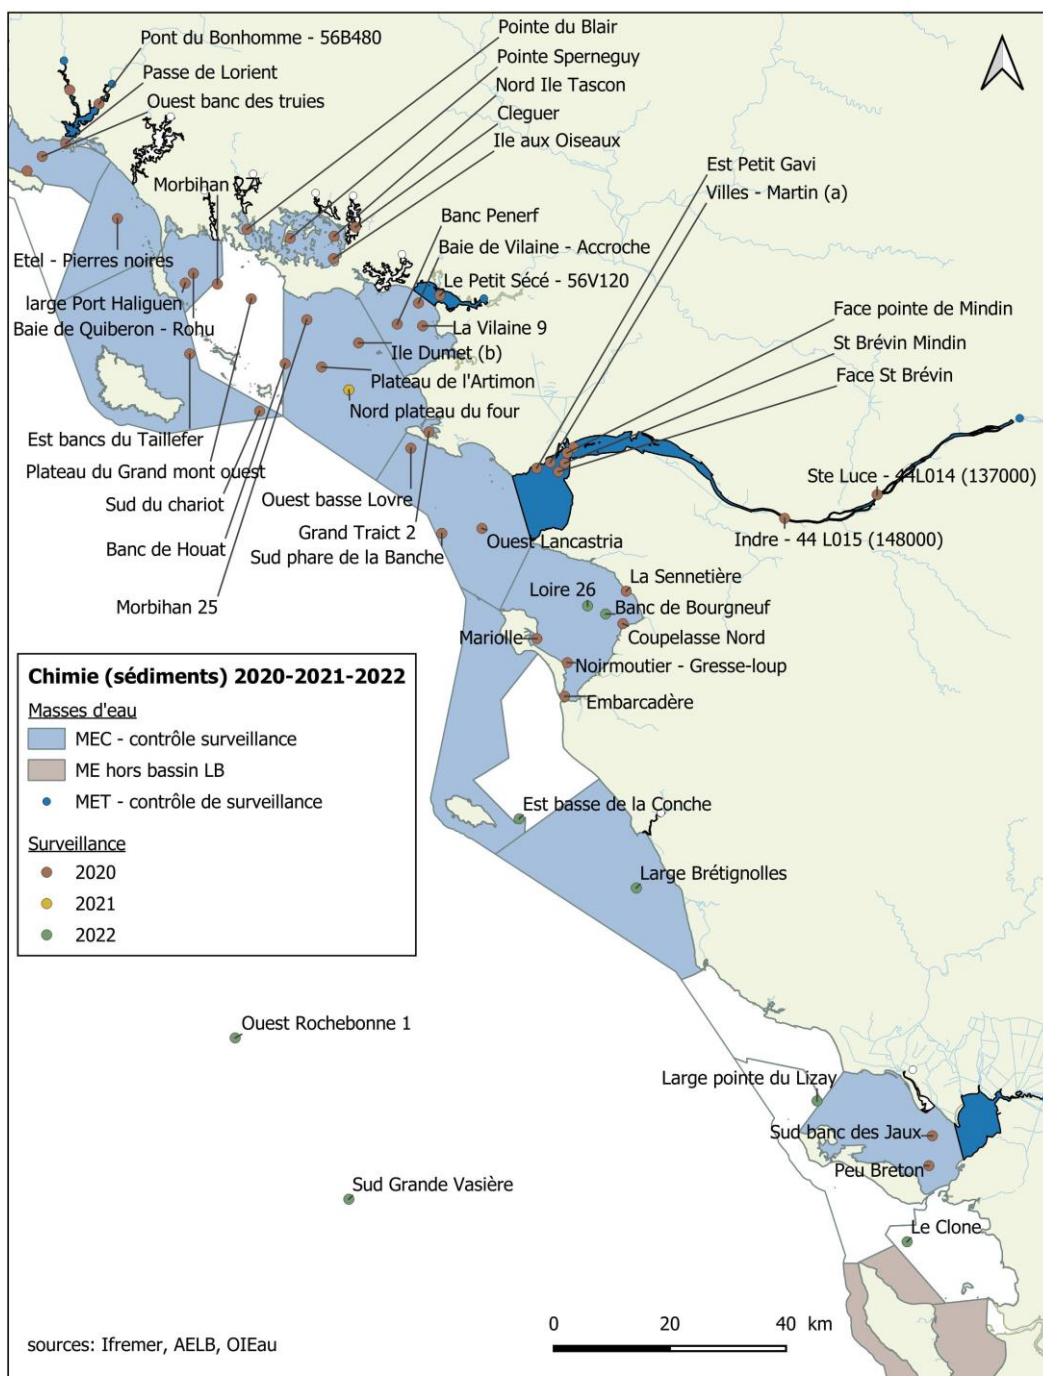 Pointe du Blair
Pont du Bonhomme - 56B480
Pointe Sperneguy
Passe de Lorient
Nord Ile Tascon
Ouest banc des truies
Cleguer
Ile aux Oiseaux
Est Petit Gavi
Morbihan 27
Villes - Martin (a)
Banc Penerf
Baie de Vilaine - Accroche
Etel - Pierres noires
Le Petit Sécé - 56V120
large Port Haliguen
Face pointe de Mindin
Baie de Quiberon - Rohu
La Vilaine 9
St Brévin Mindin
Ile Dumet (b)
Face St Brévin
Plateau de l'Artimon
Nord plateau du four
Est bancs du Taillefer
Plateau du Grand mont ouest
Ste Luce - 44L014 (137000)
Sud du chariot
Ouest basse Lovre
Grand Traict 2
Ouest Lancastria
Indre - 44 L015 (148000)
Banc de Houat
Sud phare de la Banche
La Sennetière
Loire 26
Morbihan 25
Banc de Bourgneuf
Mariolle
Coupelasse Nord
Noirmoutier - Gresse-loup
Embarcadère
Chimie (sédiments) 2020-2021-2022
Masses d'eau
MEC - contrôle surveillance
ME hors bassin LB
MET - contrôle de surveillance
Surveillance
2020
2021
2022
Est basse de la Conche
Large Brétignolles
Ouest Rochebonne 1
Large pointe du Lizay
Sud banc des Jaux
Peu Breton
Sud Grande Vasière
Le Clone
0 20 40 km
sources: Ifremer, AELB, OIEau